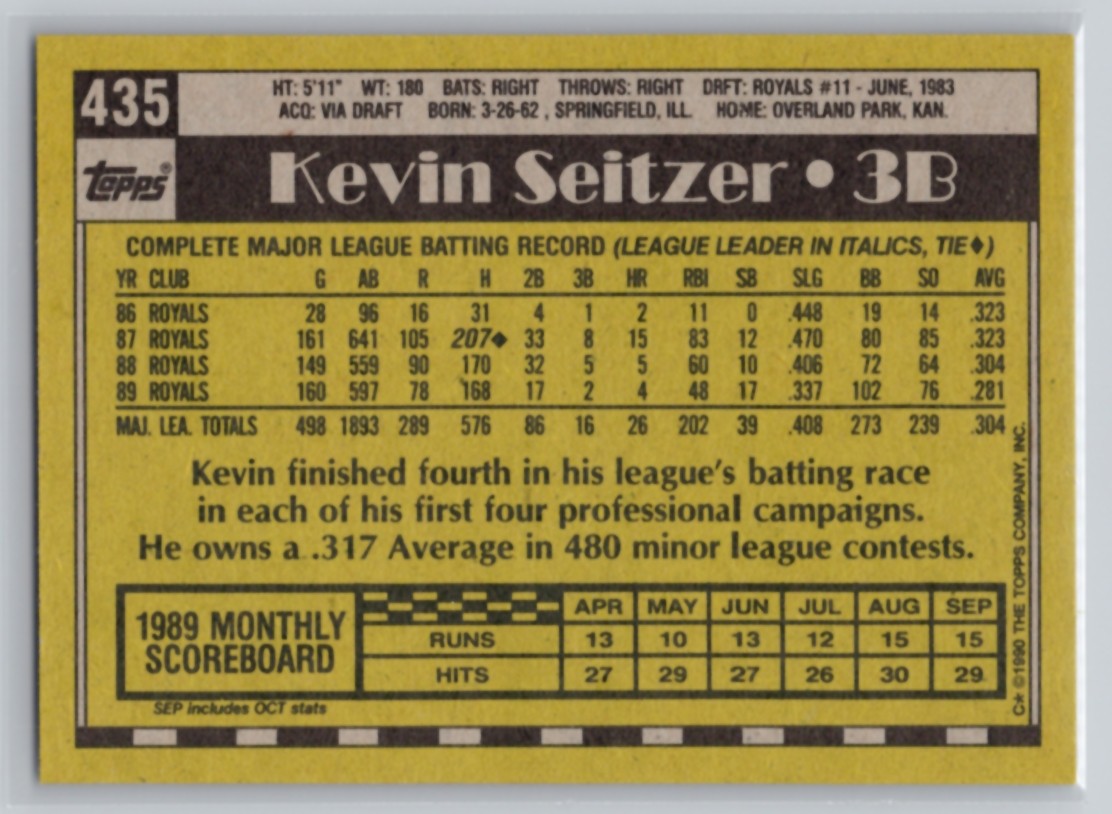 435
HT: 5'11" WT: 180 BATS: RIGHT THROWS: RIGHT DRFT: ROYALS #11 - JUNE, 1983
ACQ: VIA DRAFT BORN: 3-26-62 , SPRINGFIELD, ILL. HOME: OVERLAND PARK, KAN.
topps®
Kevin Seitzer • 3B
COMPLETE MAJOR LEAGUE BATTING RECORD (LEAGUE LEADER IN ITALICS, TIE♦)
YR CLUB G AB R H 2B 3B HR RBI SB SLG BB SO AVG
86 ROYALS 28 96 16 31 4 1 2 11 0 .448 19 14 .323
87 ROYALS 161 641 105 207♦ 33 8 15 83 12 .470 80 85 .323
88 ROYALS 149 559 90 170 32 5 5 60 10 .406 72 64 .304
89 ROYALS 160 597 78 168 17 2 4 48 17 .337 102 76 .281
MAJ. LEA. TOTALS 498 1893 289 576 86 16 26 202 39 .408 273 239 .304
Kevin finished fourth in his league's batting race
in each of his first four professional campaigns.
He owns a .317 Average in 480 minor league contests.
1989 MONTHLY
SCOREBOARD
APR MAY JUN JUL AUG SEP
RUNS 13 10 13 12 15 15
HITS 27 29 27 26 30 29
SEP includes OCT stats
C★ ©1990 THE TOPPS COMPANY, INC.